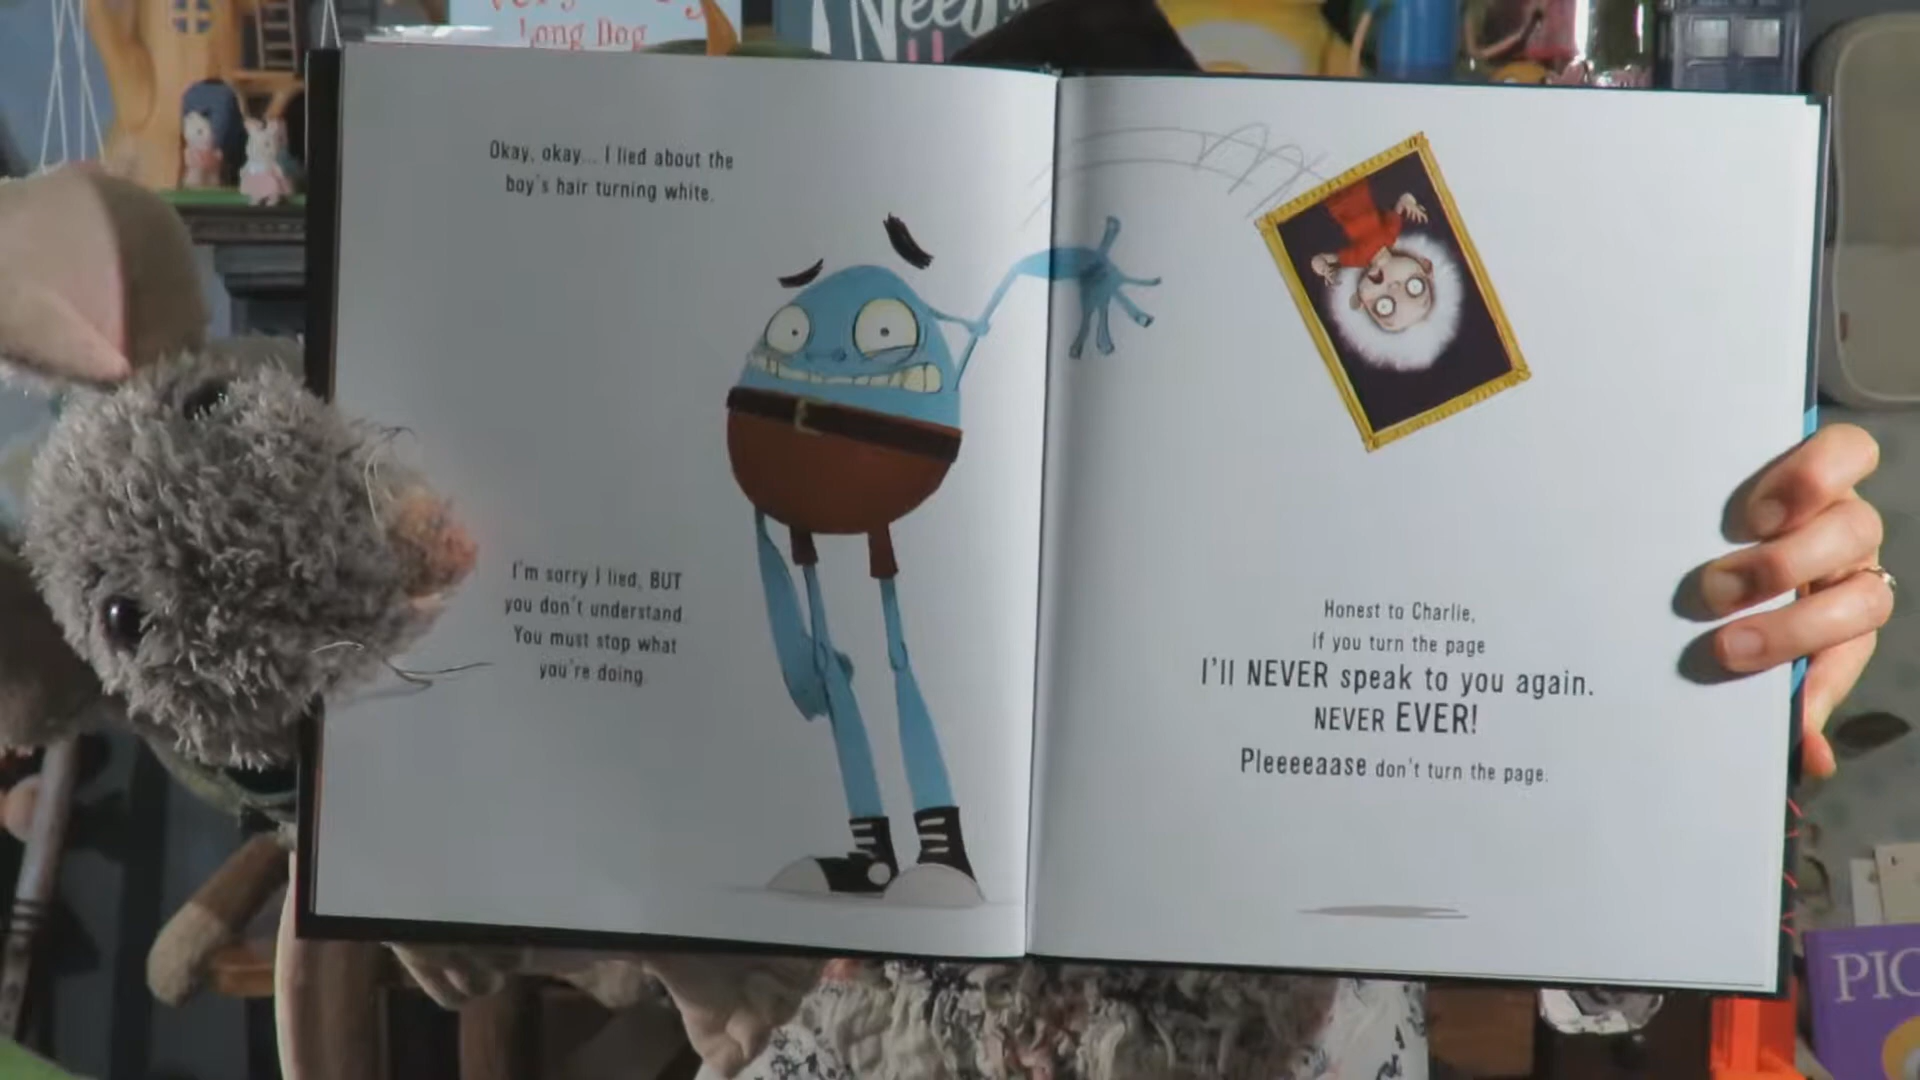 Long Dog
Need
Okay, okay... I lied about the
boy's hair turning white.
I'm sorry I lied, BUT
you don't understand.
You must stop what
you're doing.
Honest to Charlie,
if you turn the page
I'll NEVER speak to you again.
NEVER EVER!
Pleeeeaase don't turn the page.
PIC